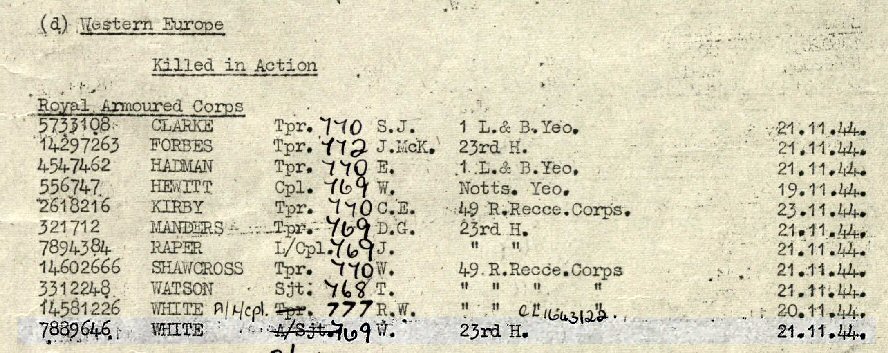 (d) Western Europe
Killed in Action
Royal Armoured Corps
5733108 CLARKE Tpr. 770 S.J. 1 L.& B.Yeo. 21.11.44.
14297263 FORBES Tpr. 772 J.McK. 23rd H. 21.11.44.
4547462 HADMAN Tpr. 770 E. 1 L.& B.Yeo. 21.11.44.
556747 HEWITT Cpl. 769 W. Notts. Yeo. 19.11.44.
2618216 KIRBY Tpr. 770 C.E. 49 R.Recce.Corps. 23.11.44.
321712 MANDERS Tpr. 769 D.G. 23rd H. 21.11.44.
7894384 RAPER L/Cpl. 769 J. " " 21.11.44.
14602666 SHAWCROSS Tpr. 770 W. 49 R.Recce.Corps 21.11.44.
3312248 WATSON Sjt. 768 T. " " " " 21.11.44.
14581226 WHITE Tpr. 777 R.W. " " " " 20.11.44.
7889646 WHITE A/Sjt. 769 W. 23rd H. 21.11.44.